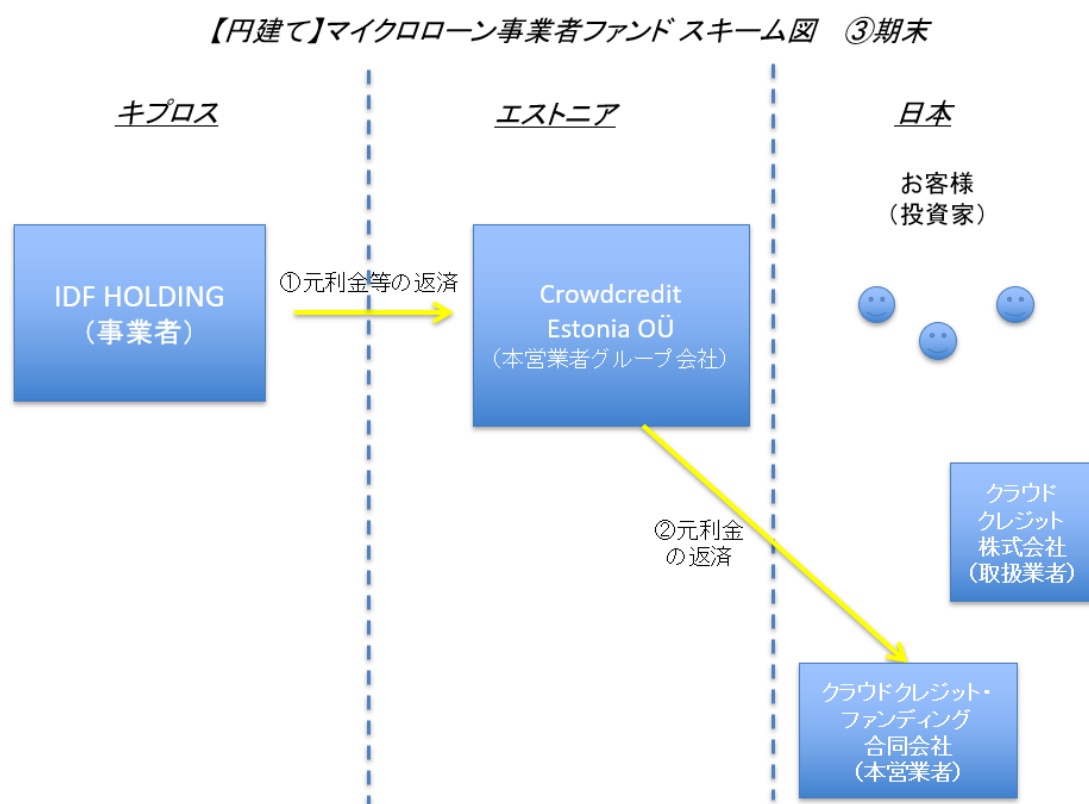 【円建て】マイクロローン事業者ファンド スキーム図　③期末
キプロス
エストニア
日本
お客様
（投資家）
IDF HOLDING
（事業者）
①元利金等の返済
Crowdcredit
Estonia OÜ
（本営業者グループ会社）
②元利金
の返済
クラウド
クレジット
株式会社
（取扱業者）
クラウドクレジット・
ファンディング
合同会社
（本営業者）